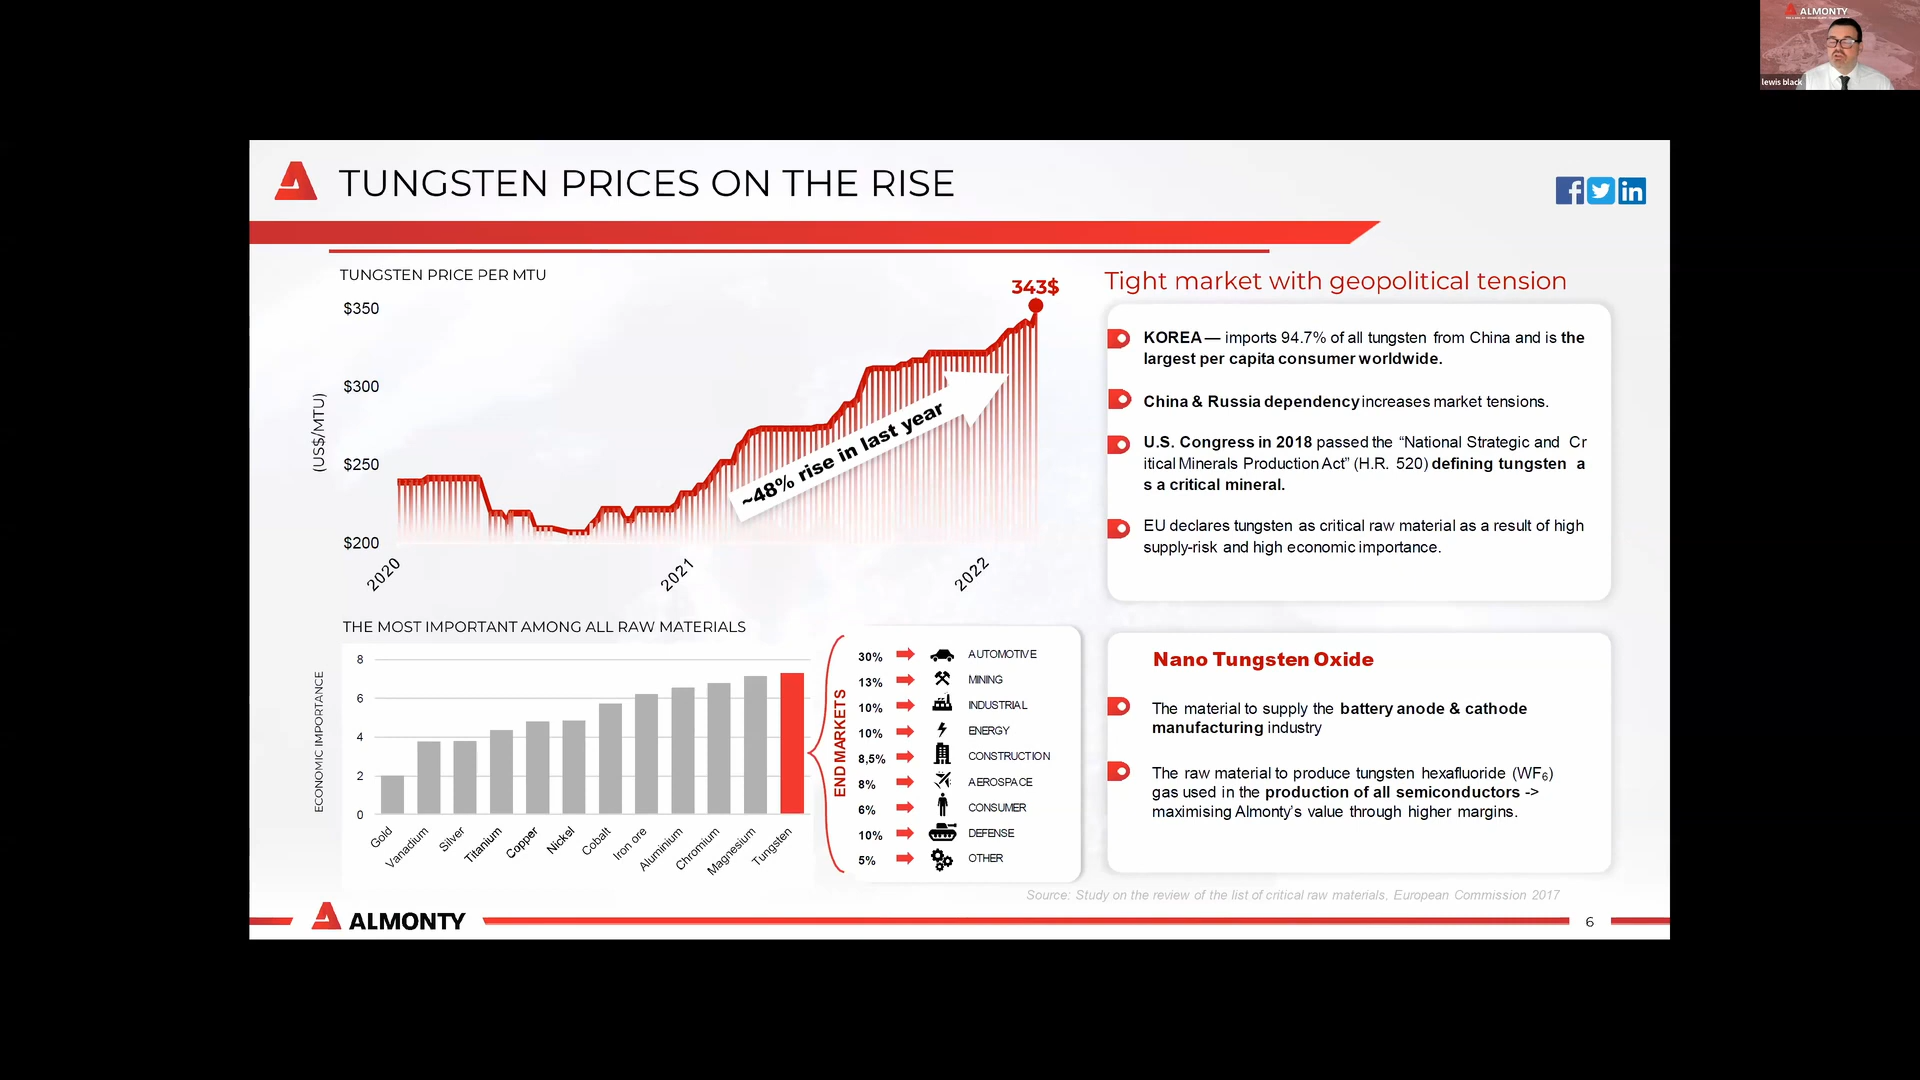 ALMONTY
lewis black
TUNGSTEN PRICES ON THE RISE
TUNGSTEN PRICE PER MTU
(US$/MTU)
$350
$300
$250
$200
2020
2021
2022
343$
~48% rise in last year
Tight market with geopolitical tension
KOREA — imports 94.7% of all tungsten from China and is the
largest per capita consumer worldwide.
China & Russia dependency increases market tensions.
U.S. Congress in 2018 passed the “National Strategic and Cr
itical Minerals Production Act” (H.R. 520) defining tungsten a
s a critical mineral.
EU declares tungsten as critical raw material as a result of high
supply-risk and high economic importance.
THE MOST IMPORTANT AMONG ALL RAW MATERIALS
ECONOMIC IMPORTANCE
8
6
4
2
0
Gold
Vanadium
Silver
Titanium
Copper
Nickel
Cobalt
Iron ore
Aluminium
Chromium
Magnesium
Tungsten
END MARKETS
30% AUTOMOTIVE
13% MINING
10% INDUSTRIAL
10% ENERGY
8,5% CONSTRUCTION
8% AEROSPACE
6% CONSUMER
10% DEFENSE
5% OTHER
Nano Tungsten Oxide
The material to supply the battery anode & cathode
manufacturing industry
The raw material to produce tungsten hexafluoride (WF₆)
gas used in the production of all semiconductors ->
maximising Almonty’s value through higher margins.
Source: Study on the review of the list of critical raw materials, European Commission 2017
ALMONTY
6